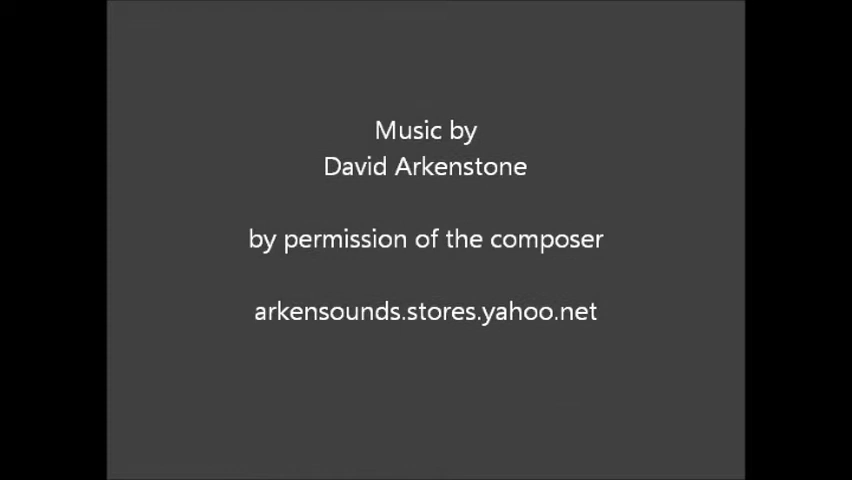 Music by
David Arkenstone
by permission of the composer
arkensounds.stores.yahoo.net